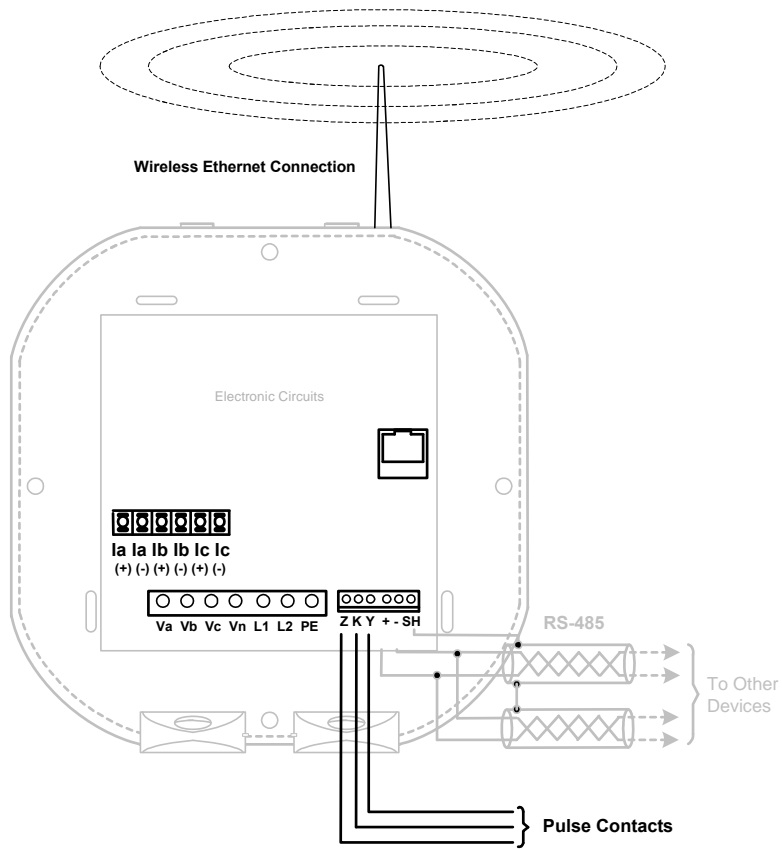 Wireless Ethernet Connection
Electronic Circuits
Ia Ia Ib Ib Ic Ic
(+) (-) (+) (-) (+) (-)
Va Vb Vc Vn L1 L2 PE
Z K Y + - SH
RS-485
To Other
Devices
Pulse Contacts